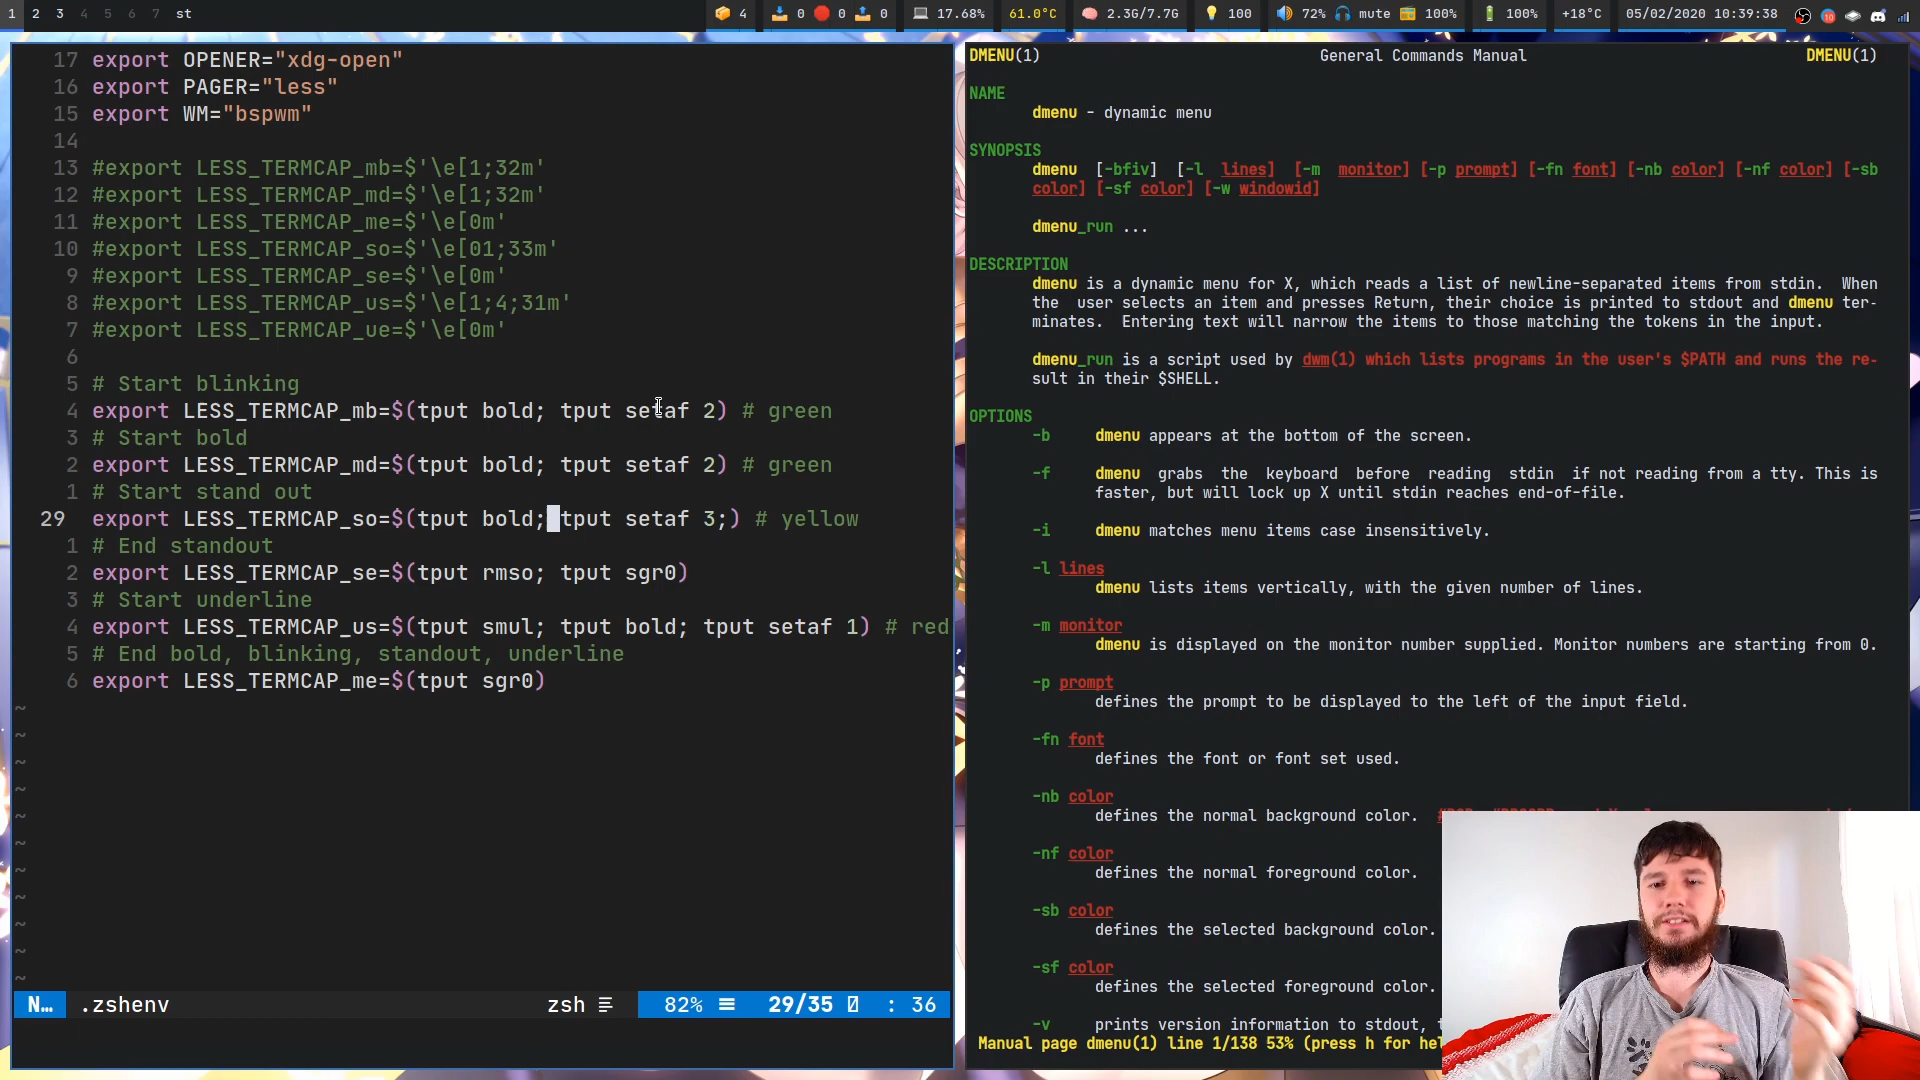 1 2 3 4 5 6 7 st 4 0 0 0 17.68% 61.0°C 2.3G/7.7G 100 72% mute 100% 100% +18°C 05/02/2020 10:39:38
17 export OPENER="xdg-open"
16 export PAGER="less"
15 export WM="bspwm"
14
13 #export LESS_TERMCAP_mb=$'\e[1;32m'
12 #export LESS_TERMCAP_md=$'\e[1;32m'
11 #export LESS_TERMCAP_me=$'\e[0m'
10 #export LESS_TERMCAP_so=$'\e[01;33m'
9 #export LESS_TERMCAP_se=$'\e[0m'
8 #export LESS_TERMCAP_us=$'\e[1;4;31m'
7 #export LESS_TERMCAP_ue=$'\e[0m'
6
5 # Start blinking
4 export LESS_TERMCAP_mb=$(tput bold; tput setaf 2) # green
3 # Start bold
2 export LESS_TERMCAP_md=$(tput bold; tput setaf 2) # green
1 # Start stand out
29 export LESS_TERMCAP_so=$(tput bold; tput setaf 3;) # yellow
1 # End standout
2 export LESS_TERMCAP_se=$(tput rmso; tput sgr0)
3 # Start underline
4 export LESS_TERMCAP_us=$(tput smul; tput bold; tput setaf 1) # red
5 # End bold, blinking, standout, underline
6 export LESS_TERMCAP_me=$(tput sgr0)
~
~
~
~
~
~
~
~
~
~
~
N… .zshenv zsh 82% 29/35 : 36
DMENU(1) General Commands Manual DMENU(1)
NAME
dmenu - dynamic menu
SYNOPSIS
dmenu [-bfiv] [-l lines] [-m monitor] [-p prompt] [-fn font] [-nb color] [-nf color] [-sb
color] [-sf color] [-w windowid]
dmenu_run ...
DESCRIPTION
dmenu is a dynamic menu for X, which reads a list of newline-separated items from stdin. When
the user selects an item and presses Return, their choice is printed to stdout and dmenu ter-
minates. Entering text will narrow the items to those matching the tokens in the input.
dmenu_run is a script used by dwm(1) which lists programs in the user's $PATH and runs the re-
sult in their $SHELL.
OPTIONS
-b dmenu appears at the bottom of the screen.
-f dmenu grabs the keyboard before reading stdin if not reading from a tty. This is
faster, but will lock up X until stdin reaches end-of-file.
-i dmenu matches menu items case insensitively.
-l lines
dmenu lists items vertically, with the given number of lines.
-m monitor
dmenu is displayed on the monitor number supplied. Monitor numbers are starting from 0.
-p prompt
defines the prompt to be displayed to the left of the input field.
-fn font
defines the font or font set used.
-nb color
defines the normal background color.
-nf color
defines the normal foreground color.
-sb color
defines the selected background color.
-sf color
defines the selected foreground color.
-v prints version information to stdout,
Manual page dmenu(1) line 1/138 53% (press h for hel